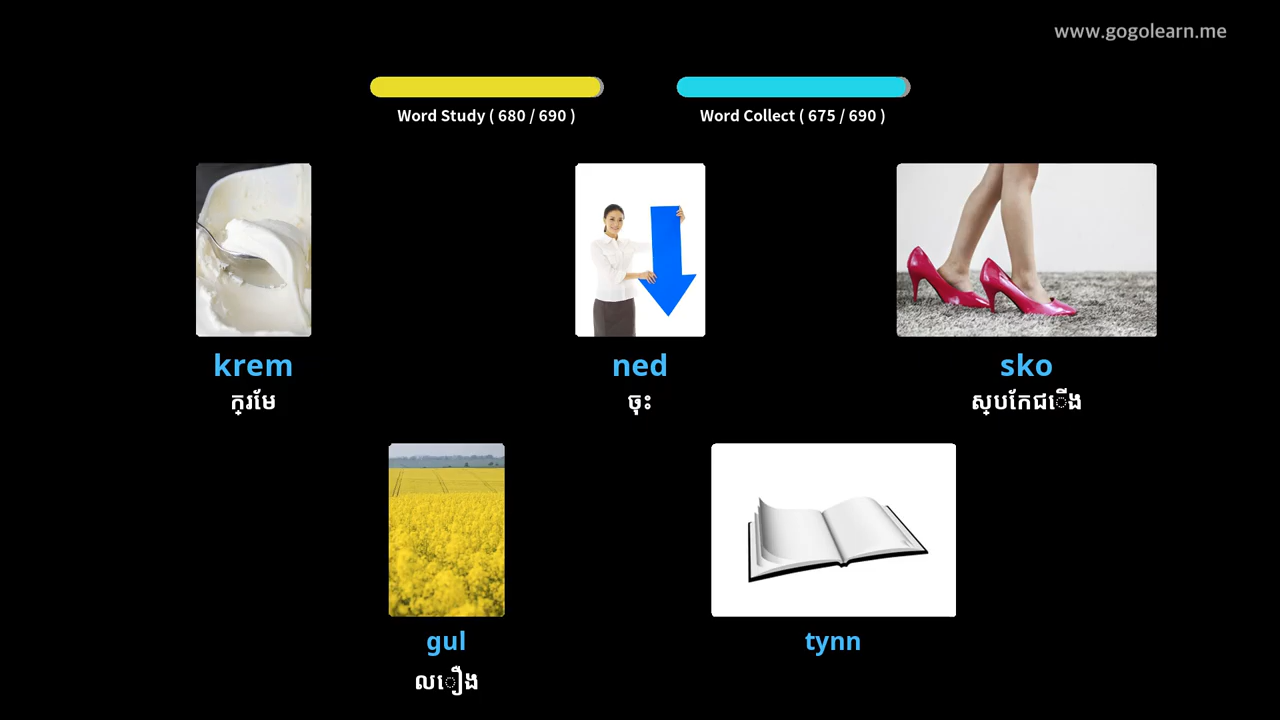 www.gogolearn.me
Word Study ( 680 / 690 )
Word Collect ( 675 / 690 )
krem
ned
sko
ក្រមែ
ចុះ
ស្បកែជើង
gul
tynn
លឿង